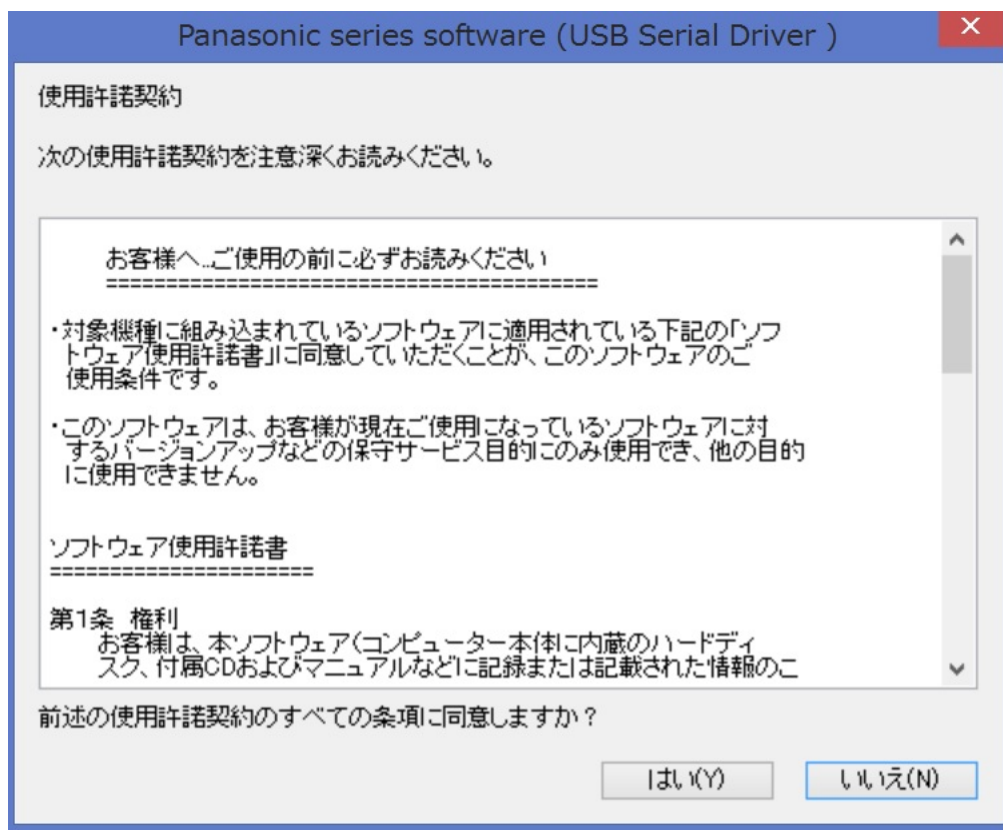 Panasonic series software (USB Serial Driver )
使用許諾契約
次の使用許諾契約を注意深くお読みください。
お客様へ…ご使用の前に必ずお読みください
========================================
・対象機種に組み込まれているソフトウェアに適用されている下記の「ソフ
トウェア使用許諾書」に同意していただくことが、このソフトウェアのご
使用条件です。
・このソフトウェアは、お客様が現在ご使用になっているソフトウェアに対
するバージョンアップなどの保守サービス目的にのみ使用でき、他の目的
に使用できません。
ソフトウェア使用許諾書
======================
第1条 権利
お客様は、本ソフトウェア(コンピューター本体に内蔵のハードディ
スク、付属CDおよびマニュアルなどに記録または記載された情報のこ
前述の使用許諾契約のすべての条項に同意しますか？
はい(Y)
いいえ(N)